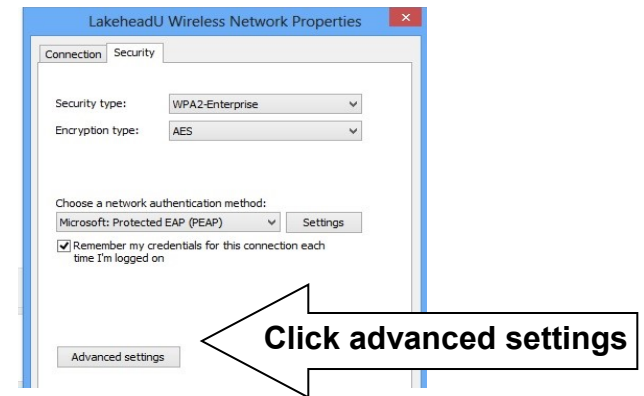 LakeheadU Wireless Network Properties
Connection Security
Security type: WPA2-Enterprise
Encryption type: AES
Choose a network authentication method:
Microsoft: Protected EAP (PEAP) Settings
Remember my credentials for this connection each
time I'm logged on
Click advanced settings
Advanced settings